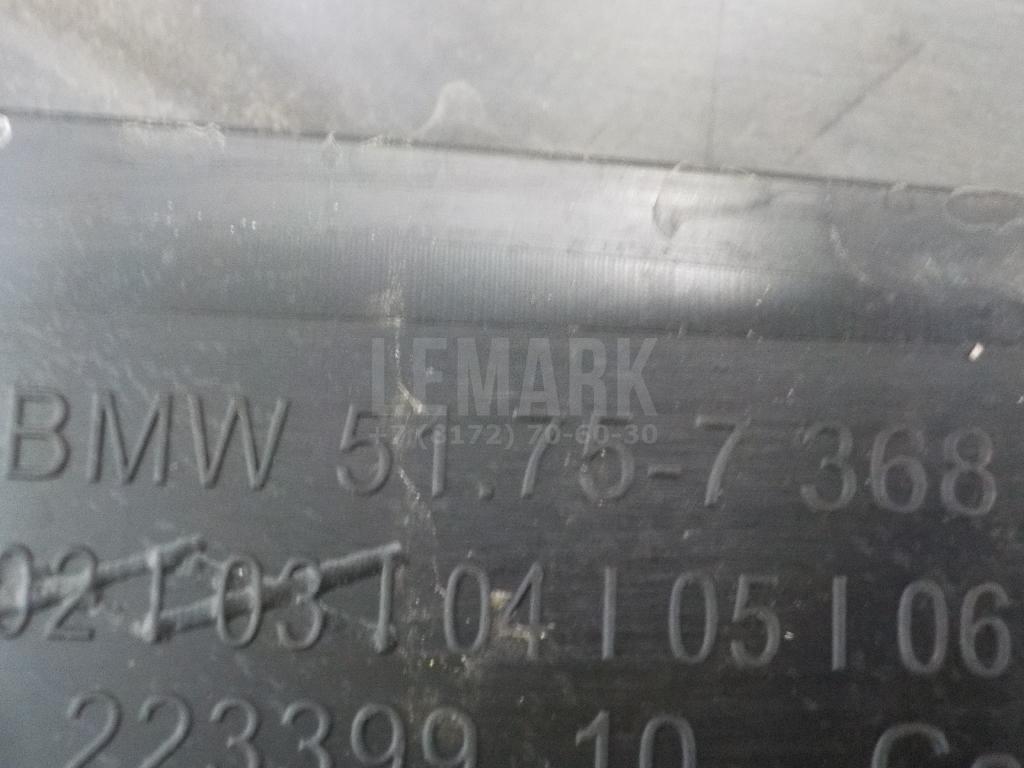 LEMARK
+7 (8172) 70-60-30
BMW 51.75-7 368
02 | 03 | 04 | 05 | 06
223399 10